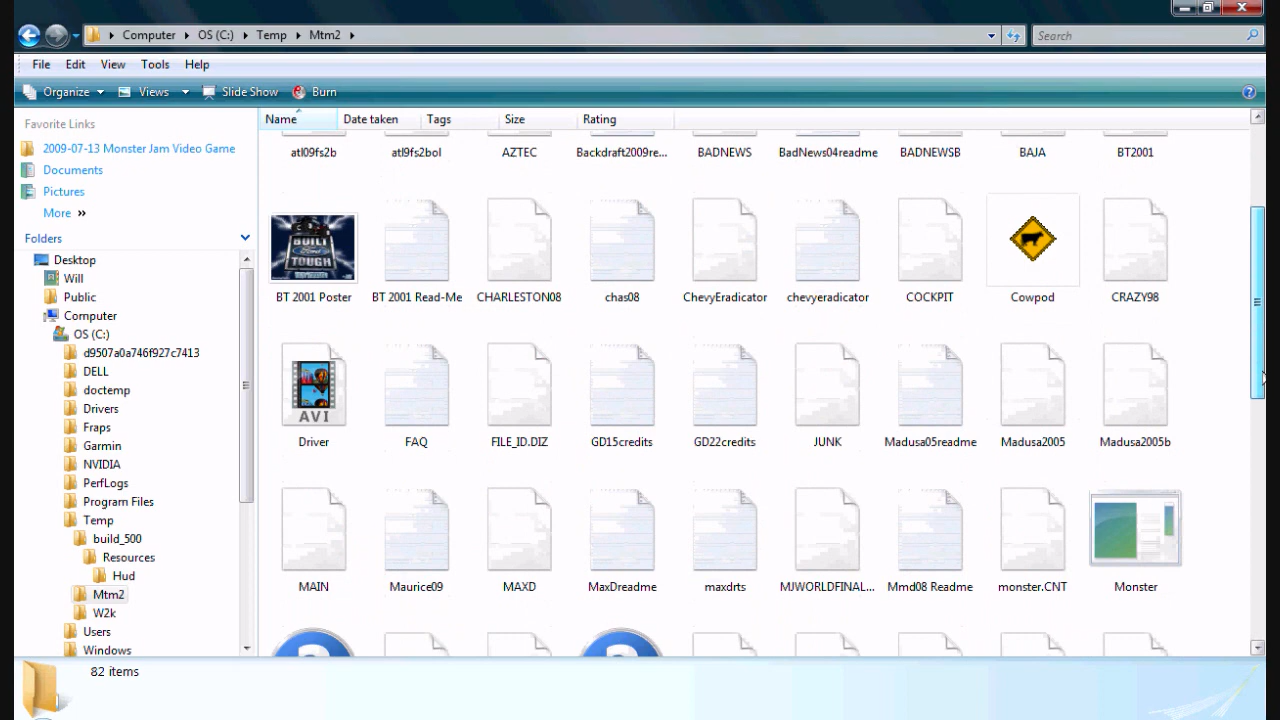 Computer OS (C:) Temp Mtm2 Search
File Edit View Tools Help
Organize Views Slide Show Burn
Favorite Links
2009-07-13 Monster Jam Video Game
Documents
Pictures
More »
Folders
Desktop
Will
Public
Computer
OS (C:)
d9507a0a746f927c7413
DELL
doctemp
Drivers
Fraps
Garmin
NVIDIA
PerfLogs
Program Files
Temp
build_500
Resources
Hud
Mtm2
W2k
Users
Windows
Name Date taken Tags Size Rating
atl09fs2b atl9fs2bol AZTEC Backdraft2009re... BADNEWS BadNews04readme BADNEWSB BAJA BT2001
BUILT
Ford
TOUGH
BT 2001 Poster BT 2001 Read-Me CHARLESTON08 chas08 ChevyEradicator chevyeradicator COCKPIT Cowpod CRAZY98
AVI
Driver FAQ FILE_ID.DIZ GD15credits GD22credits JUNK Madusa05readme Madusa2005 Madusa2005b
MAIN Maurice09 MAXD MaxDreadme maxdrts MJWORLDFINAL... Mmd08 Readme monster.CNT Monster
82 items